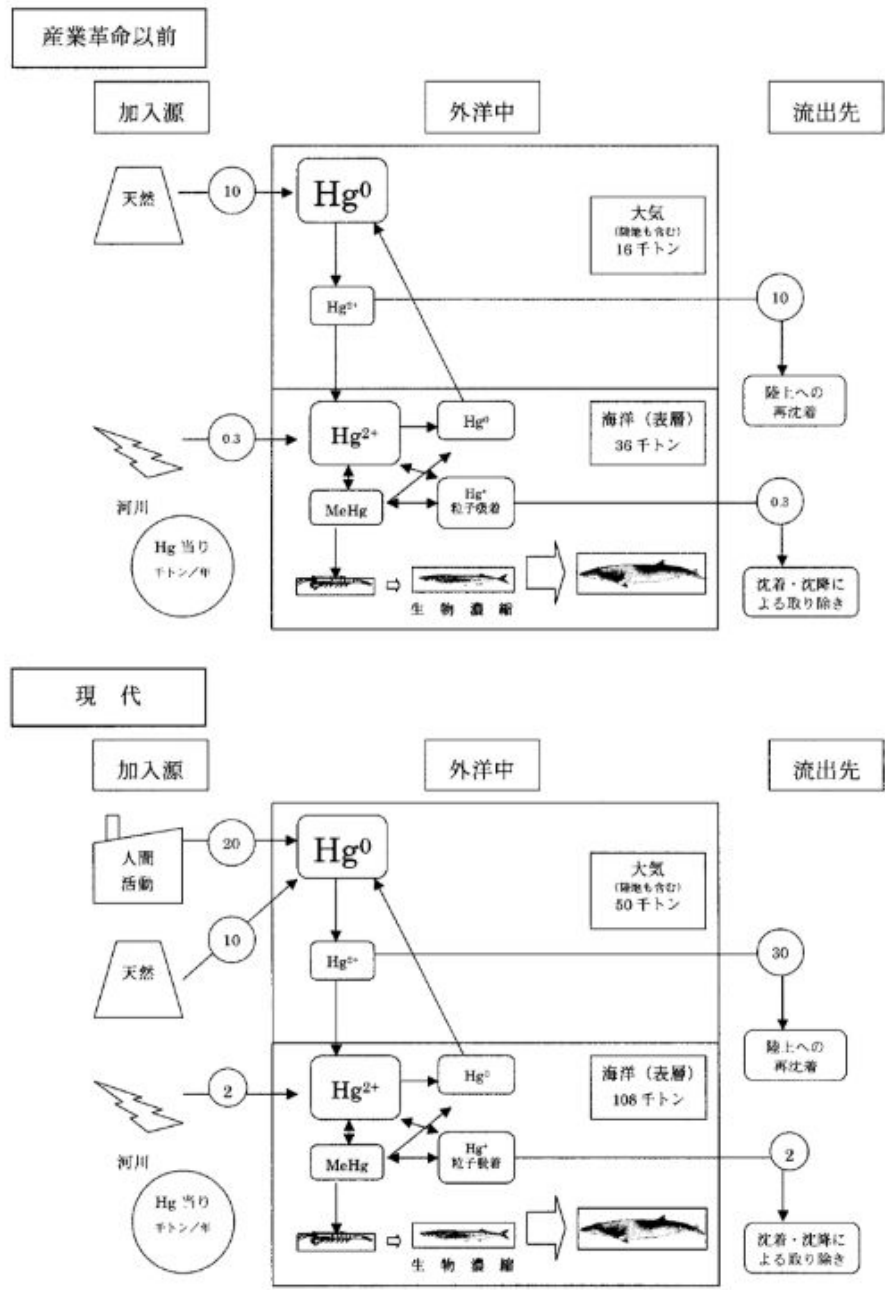 産業革命以前
加入源
外洋中
流出先
天然
10
Hg⁰
大気
(陸地も含む)
16千トン
Hg²⁺
10
陸上への
再沈着
河川
0.3
Hg²⁺
Hg⁰
海洋（表層）
36千トン
MeHg
Hg⁺
粒子吸着
0.3
Hg 当り
千トン／年
生物濃縮
沈着・沈降に
よる取り除き
現代
加入源
外洋中
流出先
人間
活動
20
Hg⁰
大気
(陸地も含む)
50千トン
天然
10
Hg²⁺
30
陸上への
再沈着
河川
2
Hg²⁺
Hg⁰
海洋（表層）
108千トン
MeHg
Hg⁺
粒子吸着
2
Hg 当り
千トン／年
生物濃縮
沈着・沈降に
よる取り除き